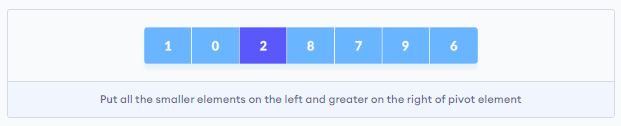 1 0 2 8 7 9 6
Put all the smaller elements on the left and greater on the right of pivot element